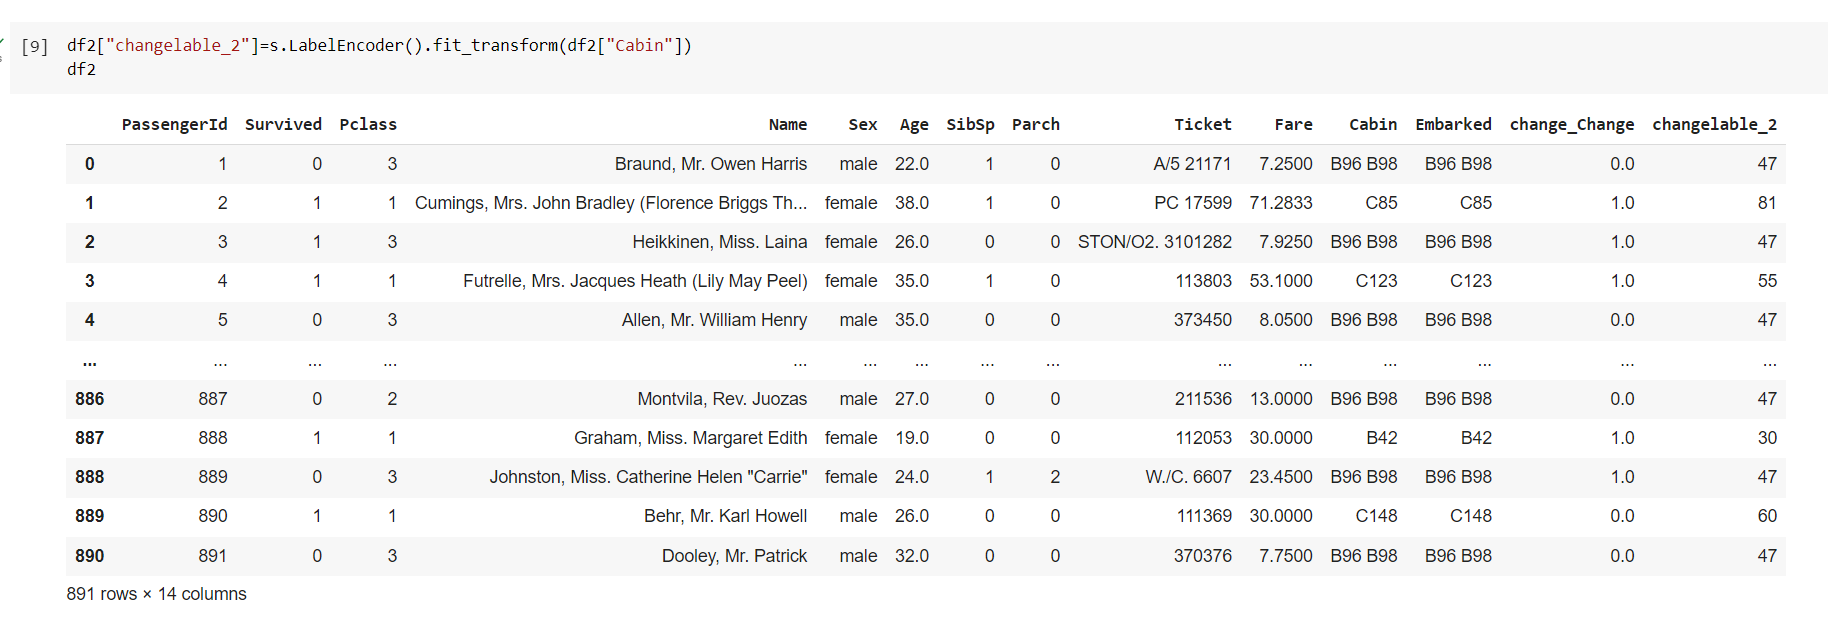 [9] df2["changelable_2"]=s.LabelEncoder().fit_transform(df2["Cabin"])
df2
PassengerId Survived Pclass Name Sex Age SibSp Parch Ticket Fare Cabin Embarked change_Change changelable_2
0 1 0 3 Braund, Mr. Owen Harris male 22.0 1 0 A/5 21171 7.2500 B96 B98 B96 B98 0.0 47
1 2 1 1 Cumings, Mrs. John Bradley (Florence Briggs Th... female 38.0 1 0 PC 17599 71.2833 C85 C85 1.0 81
2 3 1 3 Heikkinen, Miss. Laina female 26.0 0 0 STON/O2. 3101282 7.9250 B96 B98 B96 B98 1.0 47
3 4 1 1 Futrelle, Mrs. Jacques Heath (Lily May Peel) female 35.0 1 0 113803 53.1000 C123 C123 1.0 55
4 5 0 3 Allen, Mr. William Henry male 35.0 0 0 373450 8.0500 B96 B98 B96 B98 0.0 47
... ... ... ... ... ... ... ... ... ... ... ... ... ... ...
886 887 0 2 Montvila, Rev. Juozas male 27.0 0 0 211536 13.0000 B96 B98 B96 B98 0.0 47
887 888 1 1 Graham, Miss. Margaret Edith female 19.0 0 0 112053 30.0000 B42 B42 1.0 30
888 889 0 3 Johnston, Miss. Catherine Helen "Carrie" female 24.0 1 2 W./C. 6607 23.4500 B96 B98 B96 B98 1.0 47
889 890 1 1 Behr, Mr. Karl Howell male 26.0 0 0 111369 30.0000 C148 C148 0.0 60
890 891 0 3 Dooley, Mr. Patrick male 32.0 0 0 370376 7.7500 B96 B98 B96 B98 0.0 47
891 rows × 14 columns